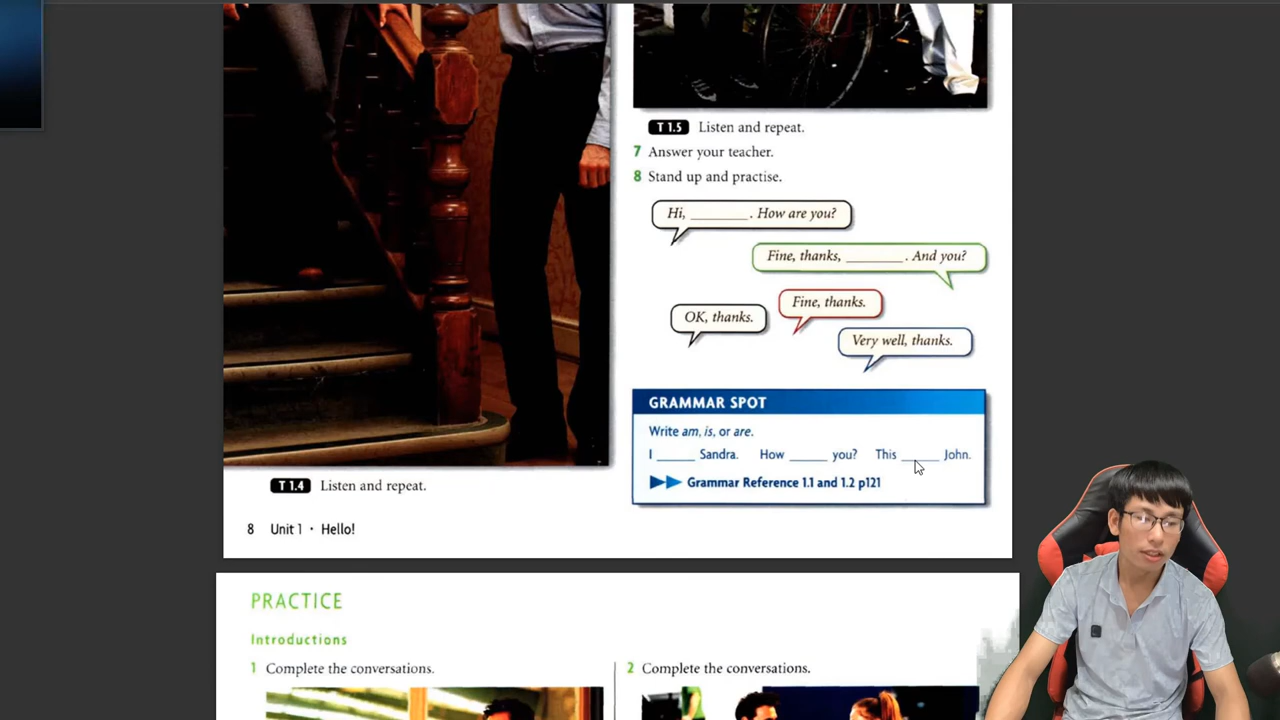 T 1.5 Listen and repeat.
7 Answer your teacher.
8 Stand up and practise.
Hi, ________. How are you?
Fine, thanks, ________. And you?
Fine, thanks.
OK, thanks.
Very well, thanks.
GRAMMAR SPOT
Write am, is, or are.
I ______ Sandra. How ______ you? This ______ John.
Grammar Reference 1.1 and 1.2 p121
T 1.4 Listen and repeat.
8 Unit 1 · Hello!
PRACTICE
Introductions
1 Complete the conversations.
2 Complete the conversations.